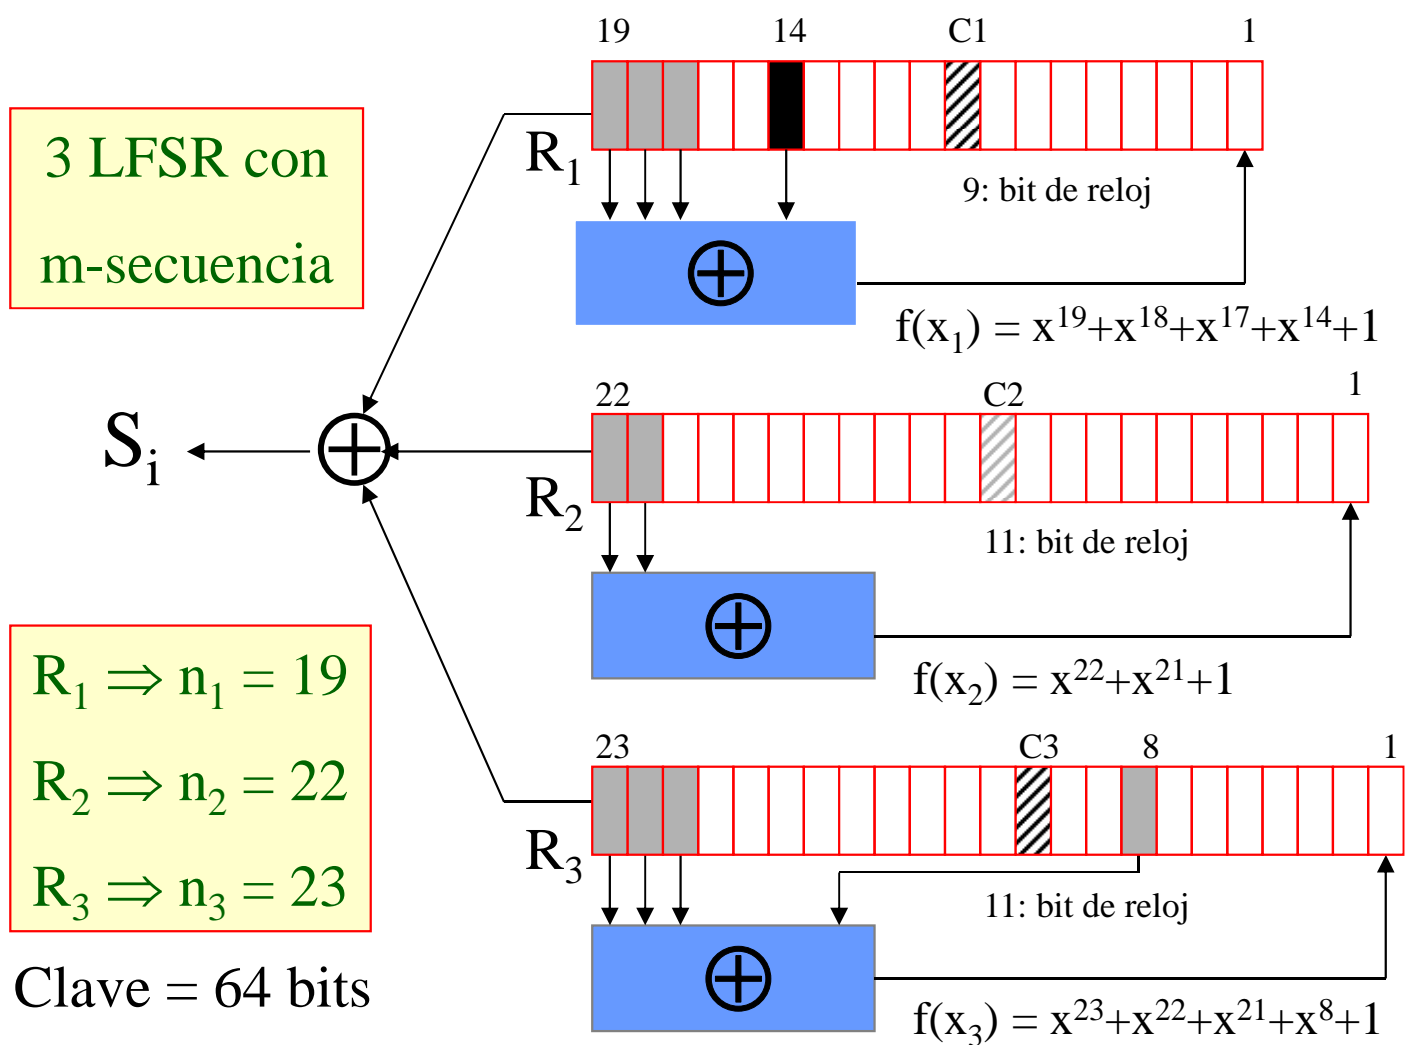 19 14 C1 1
R₁
9: bit de reloj
3 LFSR con
m-secuencia
f(x₁) = x¹⁹+x¹⁸+x¹⁷+x¹⁴+1
22 C2 1
Sᵢ
R₂
11: bit de reloj
f(x₂) = x²²+x²¹+1
R₁ ⇒ n₁ = 19
R₂ ⇒ n₂ = 22
R₃ ⇒ n₃ = 23
23 C3 8 1
R₃
11: bit de reloj
Clave = 64 bits
f(x₃) = x²³+x²²+x²¹+x⁸+1